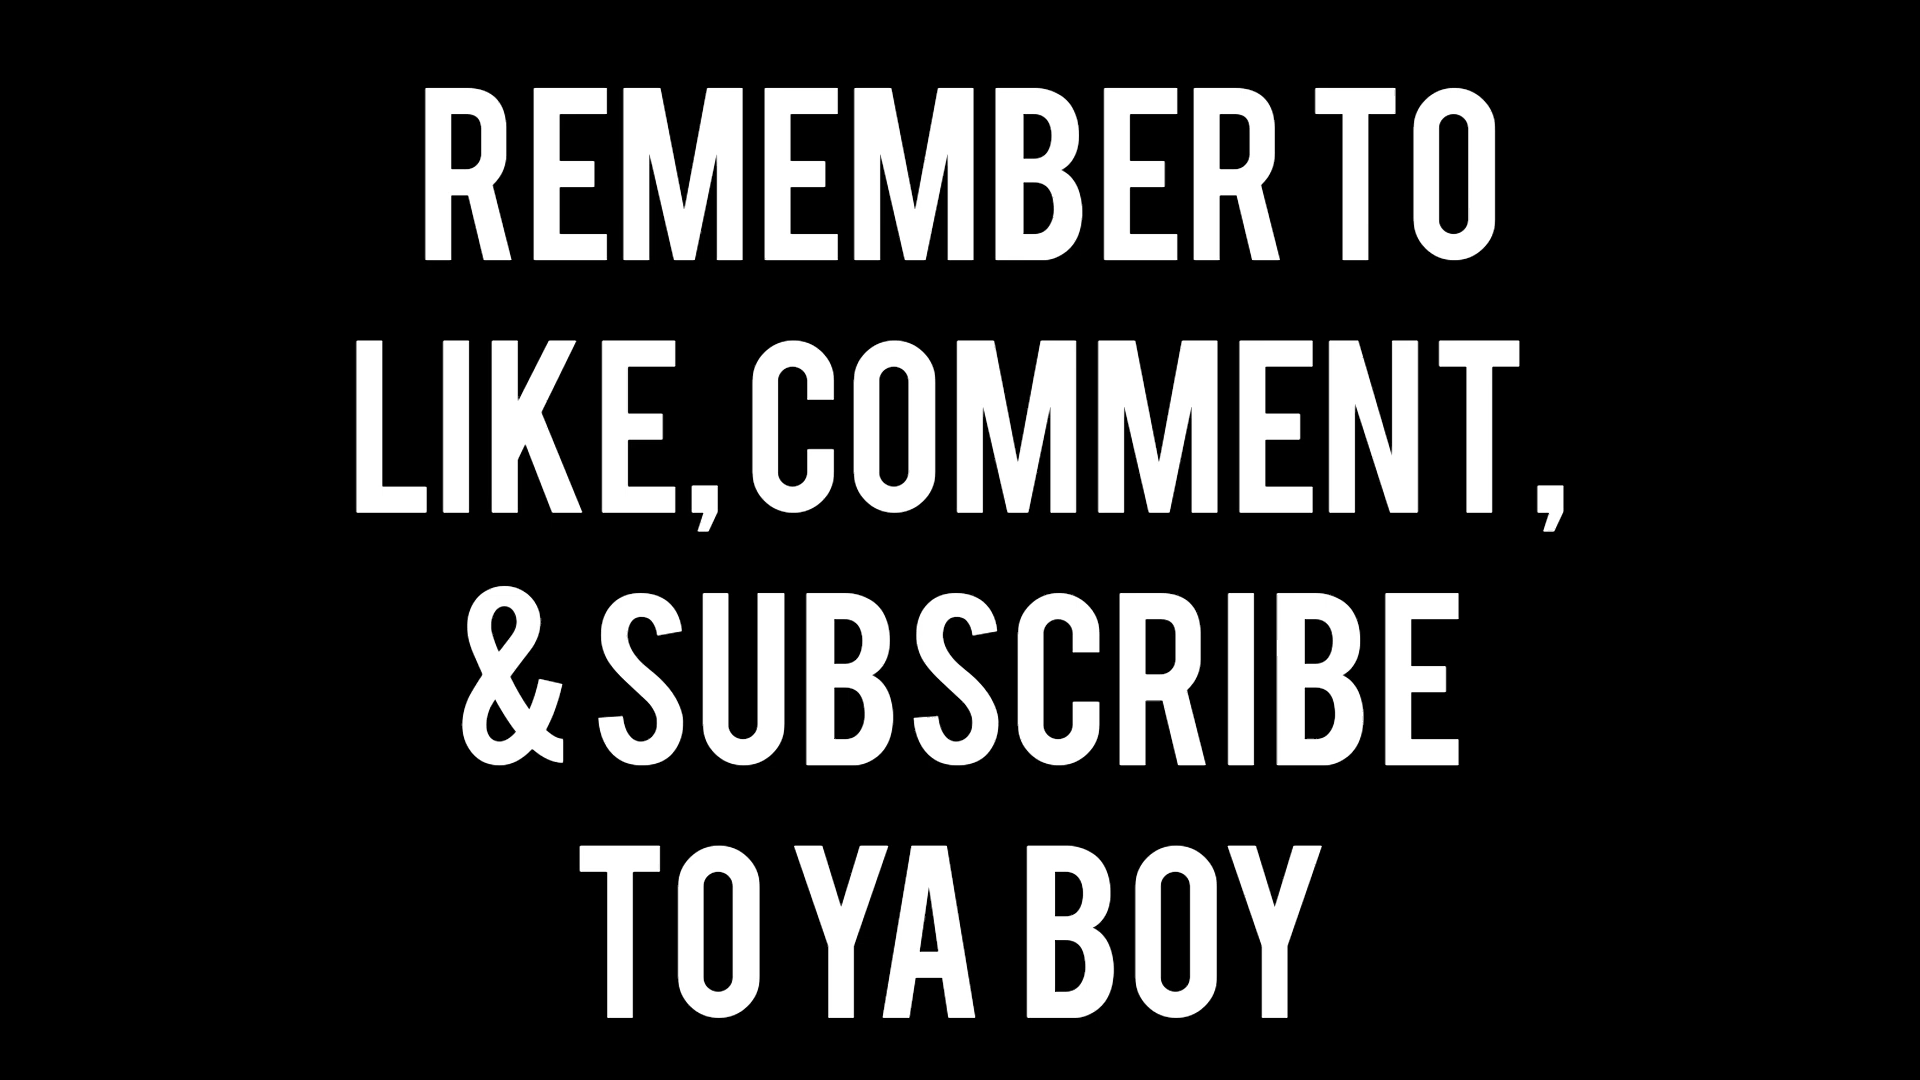 REMEMBER TO
LIKE, COMMENT,
& SUBSCRIBE
TO YA BOY